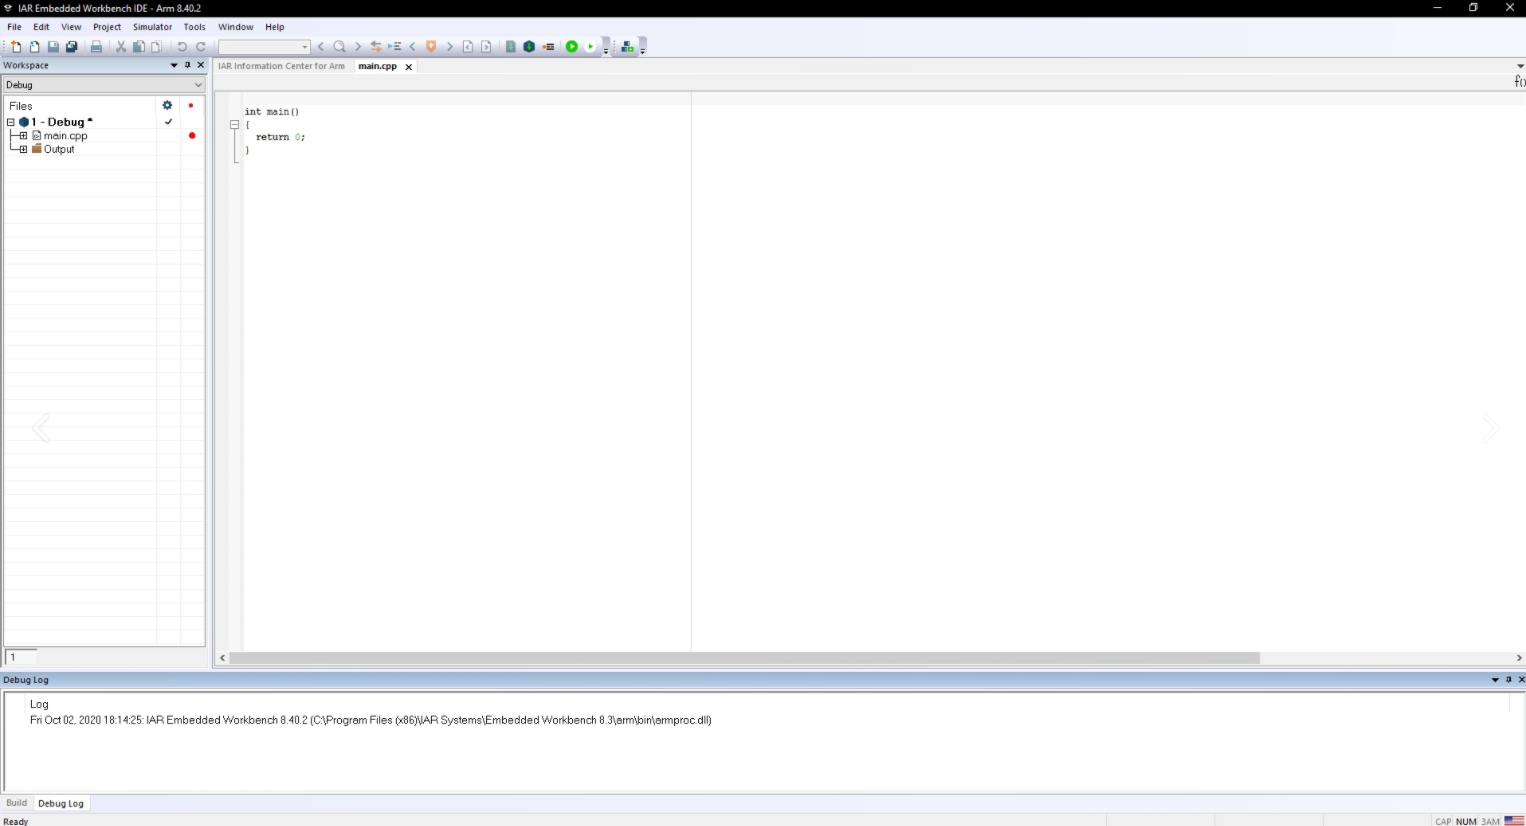 IAR Embedded Workbench IDE - Arm 8.40.2
File Edit View Project Simulator Tools Window Help
Workspace
IAR Information Center for Arm main.cpp
Debug
f()
Files
1 - Debug *
main.cpp
Output
int main()
{
return 0;
}
1
Debug Log
Log
Fri Oct 02, 2020 18:14:25: IAR Embedded Workbench 8.40.2 (C:\Program Files (x86)\IAR Systems\Embedded Workbench 8.3\arm\bin\armproc.dll)
Build Debug Log
Ready
CAP NUM ЗАМ